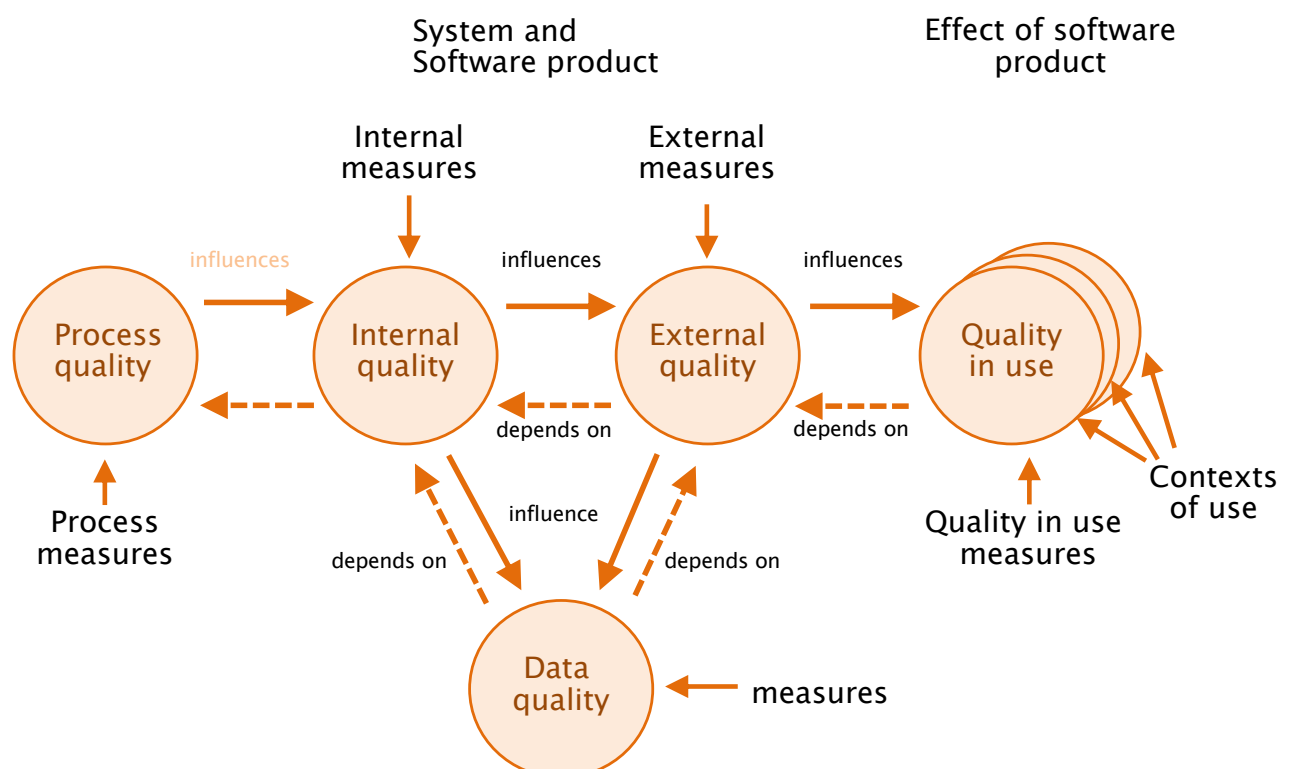 System and
Software product
Effect of software
product
Internal
measures
External
measures
influences
influences
influences
Process
quality
Internal
quality
External
quality
Quality
in use
depends on
depends on
Process
measures
influence
depends on
depends on
Quality in use
measures
Contexts
of use
Data
quality
measures